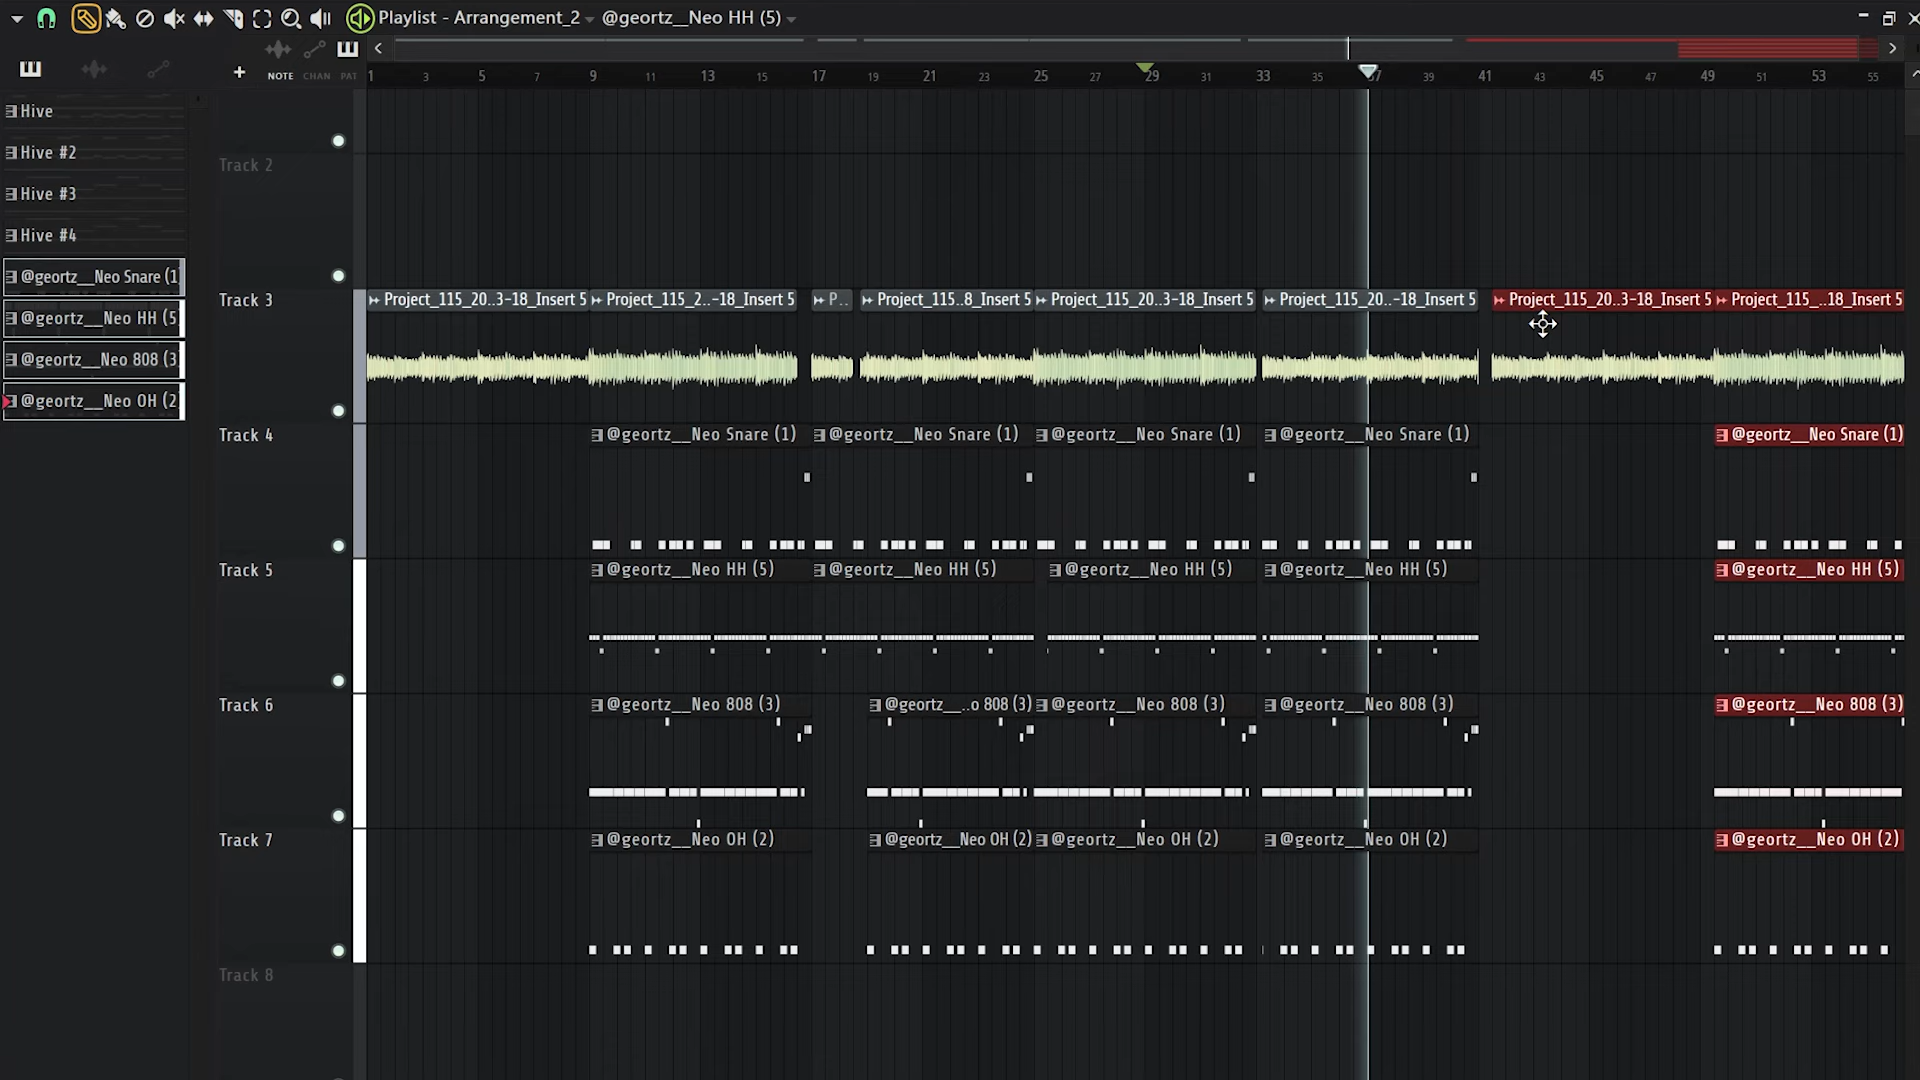 Playlist - Arrangement_2 @geortz__Neo HH (5)
NOTE CHAN PAT
1 3 5 7 9 11 13 15 17 19 21 23 25 27 29 31 33 35 37 39 41 43 45 47 49 51 53 55
Hive
Hive #2
Hive #3
Hive #4
@geortz__Neo Snare (1
@geortz__Neo HH (5
@geortz__Neo 808 (3
@geortz__Neo OH (2
Track 2
Track 3
Project_115_20..3-18_Insert 5 Project_115_2..-18_Insert 5 P.. Project_115..8_Insert 5 Project_115_20..3-18_Insert 5 Project_115_20..-18_Insert 5 Project_115_20..3-18_Insert 5 Project_115_..18_Insert 5
Track 4
@geortz__Neo Snare (1) @geortz__Neo Snare (1) @geortz__Neo Snare (1) @geortz__Neo Snare (1) @geortz__Neo Snare (1)
Track 5
@geortz__Neo HH (5) @geortz__Neo HH (5) @geortz__Neo HH (5) @geortz__Neo HH (5) @geortz__Neo HH (5)
Track 6
@geortz__Neo 808 (3) @geortz__..o 808 (3) @geortz__Neo 808 (3) @geortz__Neo 808 (3) @geortz__Neo 808 (3)
Track 7
@geortz__Neo OH (2) @geortz__Neo OH (2) @geortz__Neo OH (2) @geortz__Neo OH (2) @geortz__Neo OH (2)
Track 8